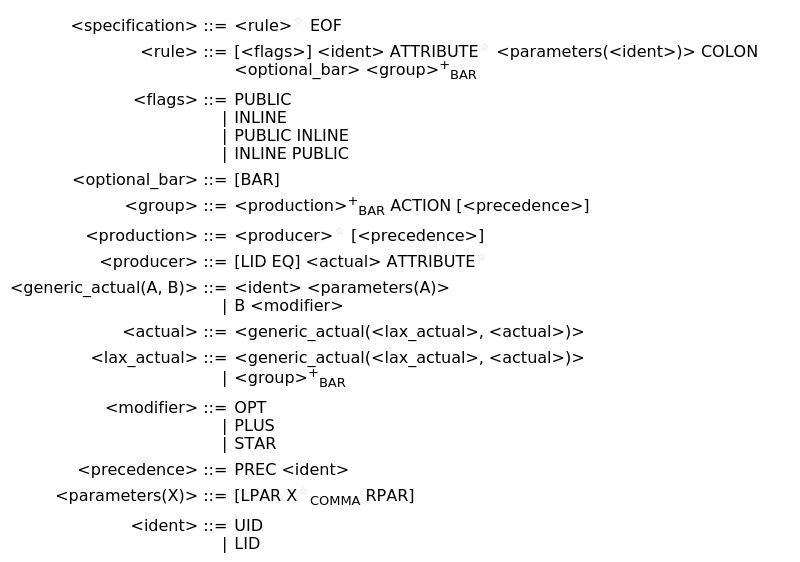 <specification> ::= <rule>* EOF
<rule> ::= [<flags>] <ident> ATTRIBUTE* <parameters(<ident>)> COLON
<optional_bar> <group>+BAR
<flags> ::= PUBLIC
| INLINE
| PUBLIC INLINE
| INLINE PUBLIC
<optional_bar> ::= [BAR]
<group> ::= <production>+BAR ACTION [<precedence>]
<production> ::= <producer>* [<precedence>]
<producer> ::= [LID EQ] <actual> ATTRIBUTE*
<generic_actual(A, B)> ::= <ident> <parameters(A)>
| B <modifier>
<actual> ::= <generic_actual(<lax_actual>, <actual>)>
<lax_actual> ::= <generic_actual(<lax_actual>, <actual>)>
| <group>+BAR
<modifier> ::= OPT
| PLUS
| STAR
<precedence> ::= PREC <ident>
<parameters(X)> ::= [LPAR X*COMMA RPAR]
<ident> ::= UID
| LID